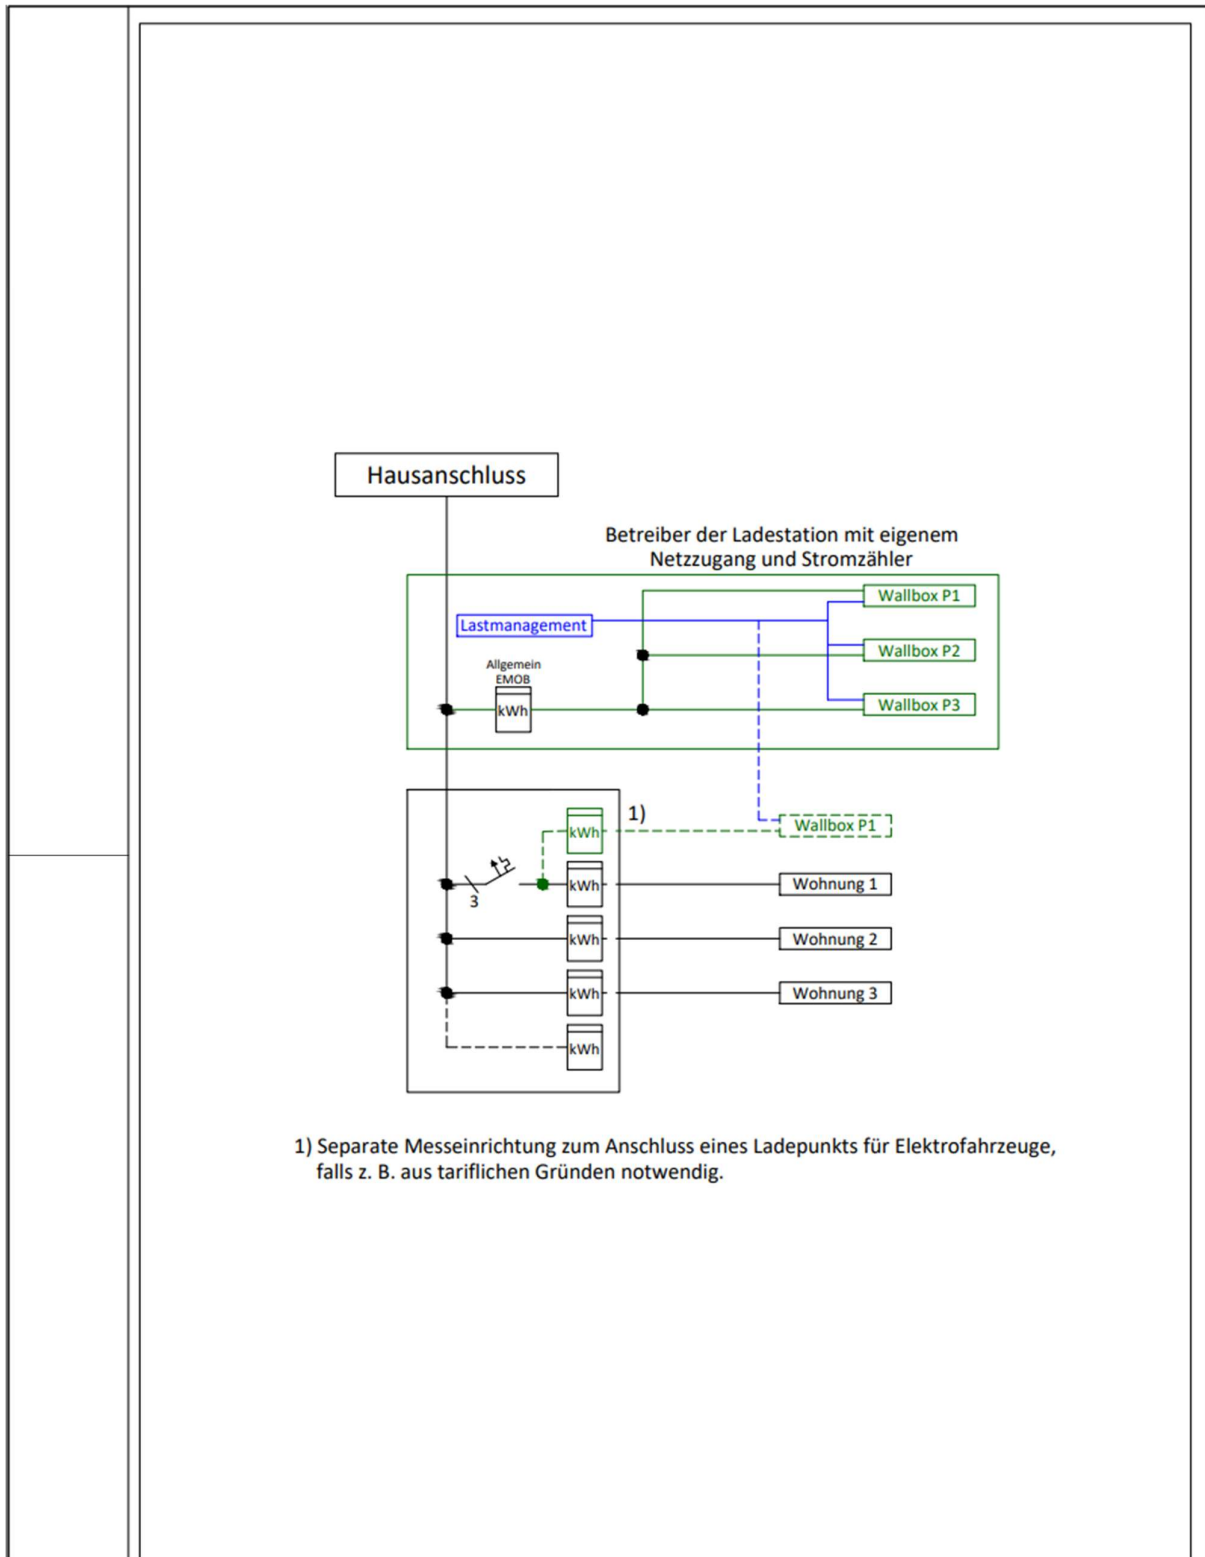 Hausanschluss
Betreiber der Ladestation mit eigenem
Netzzugang und Stromzähler
Wallbox P1
Lastmanagement
Wallbox P2
Allgemein
EMOB
kWh
Wallbox P3
1)
kWh
Wallbox P1
3
kWh
Wohnung 1
kWh
Wohnung 2
kWh
Wohnung 3
kWh
1) Separate Messeinrichtung zum Anschluss eines Ladepunkts für Elektrofahrzeuge,
falls z. B. aus tariflichen Gründen notwendig.